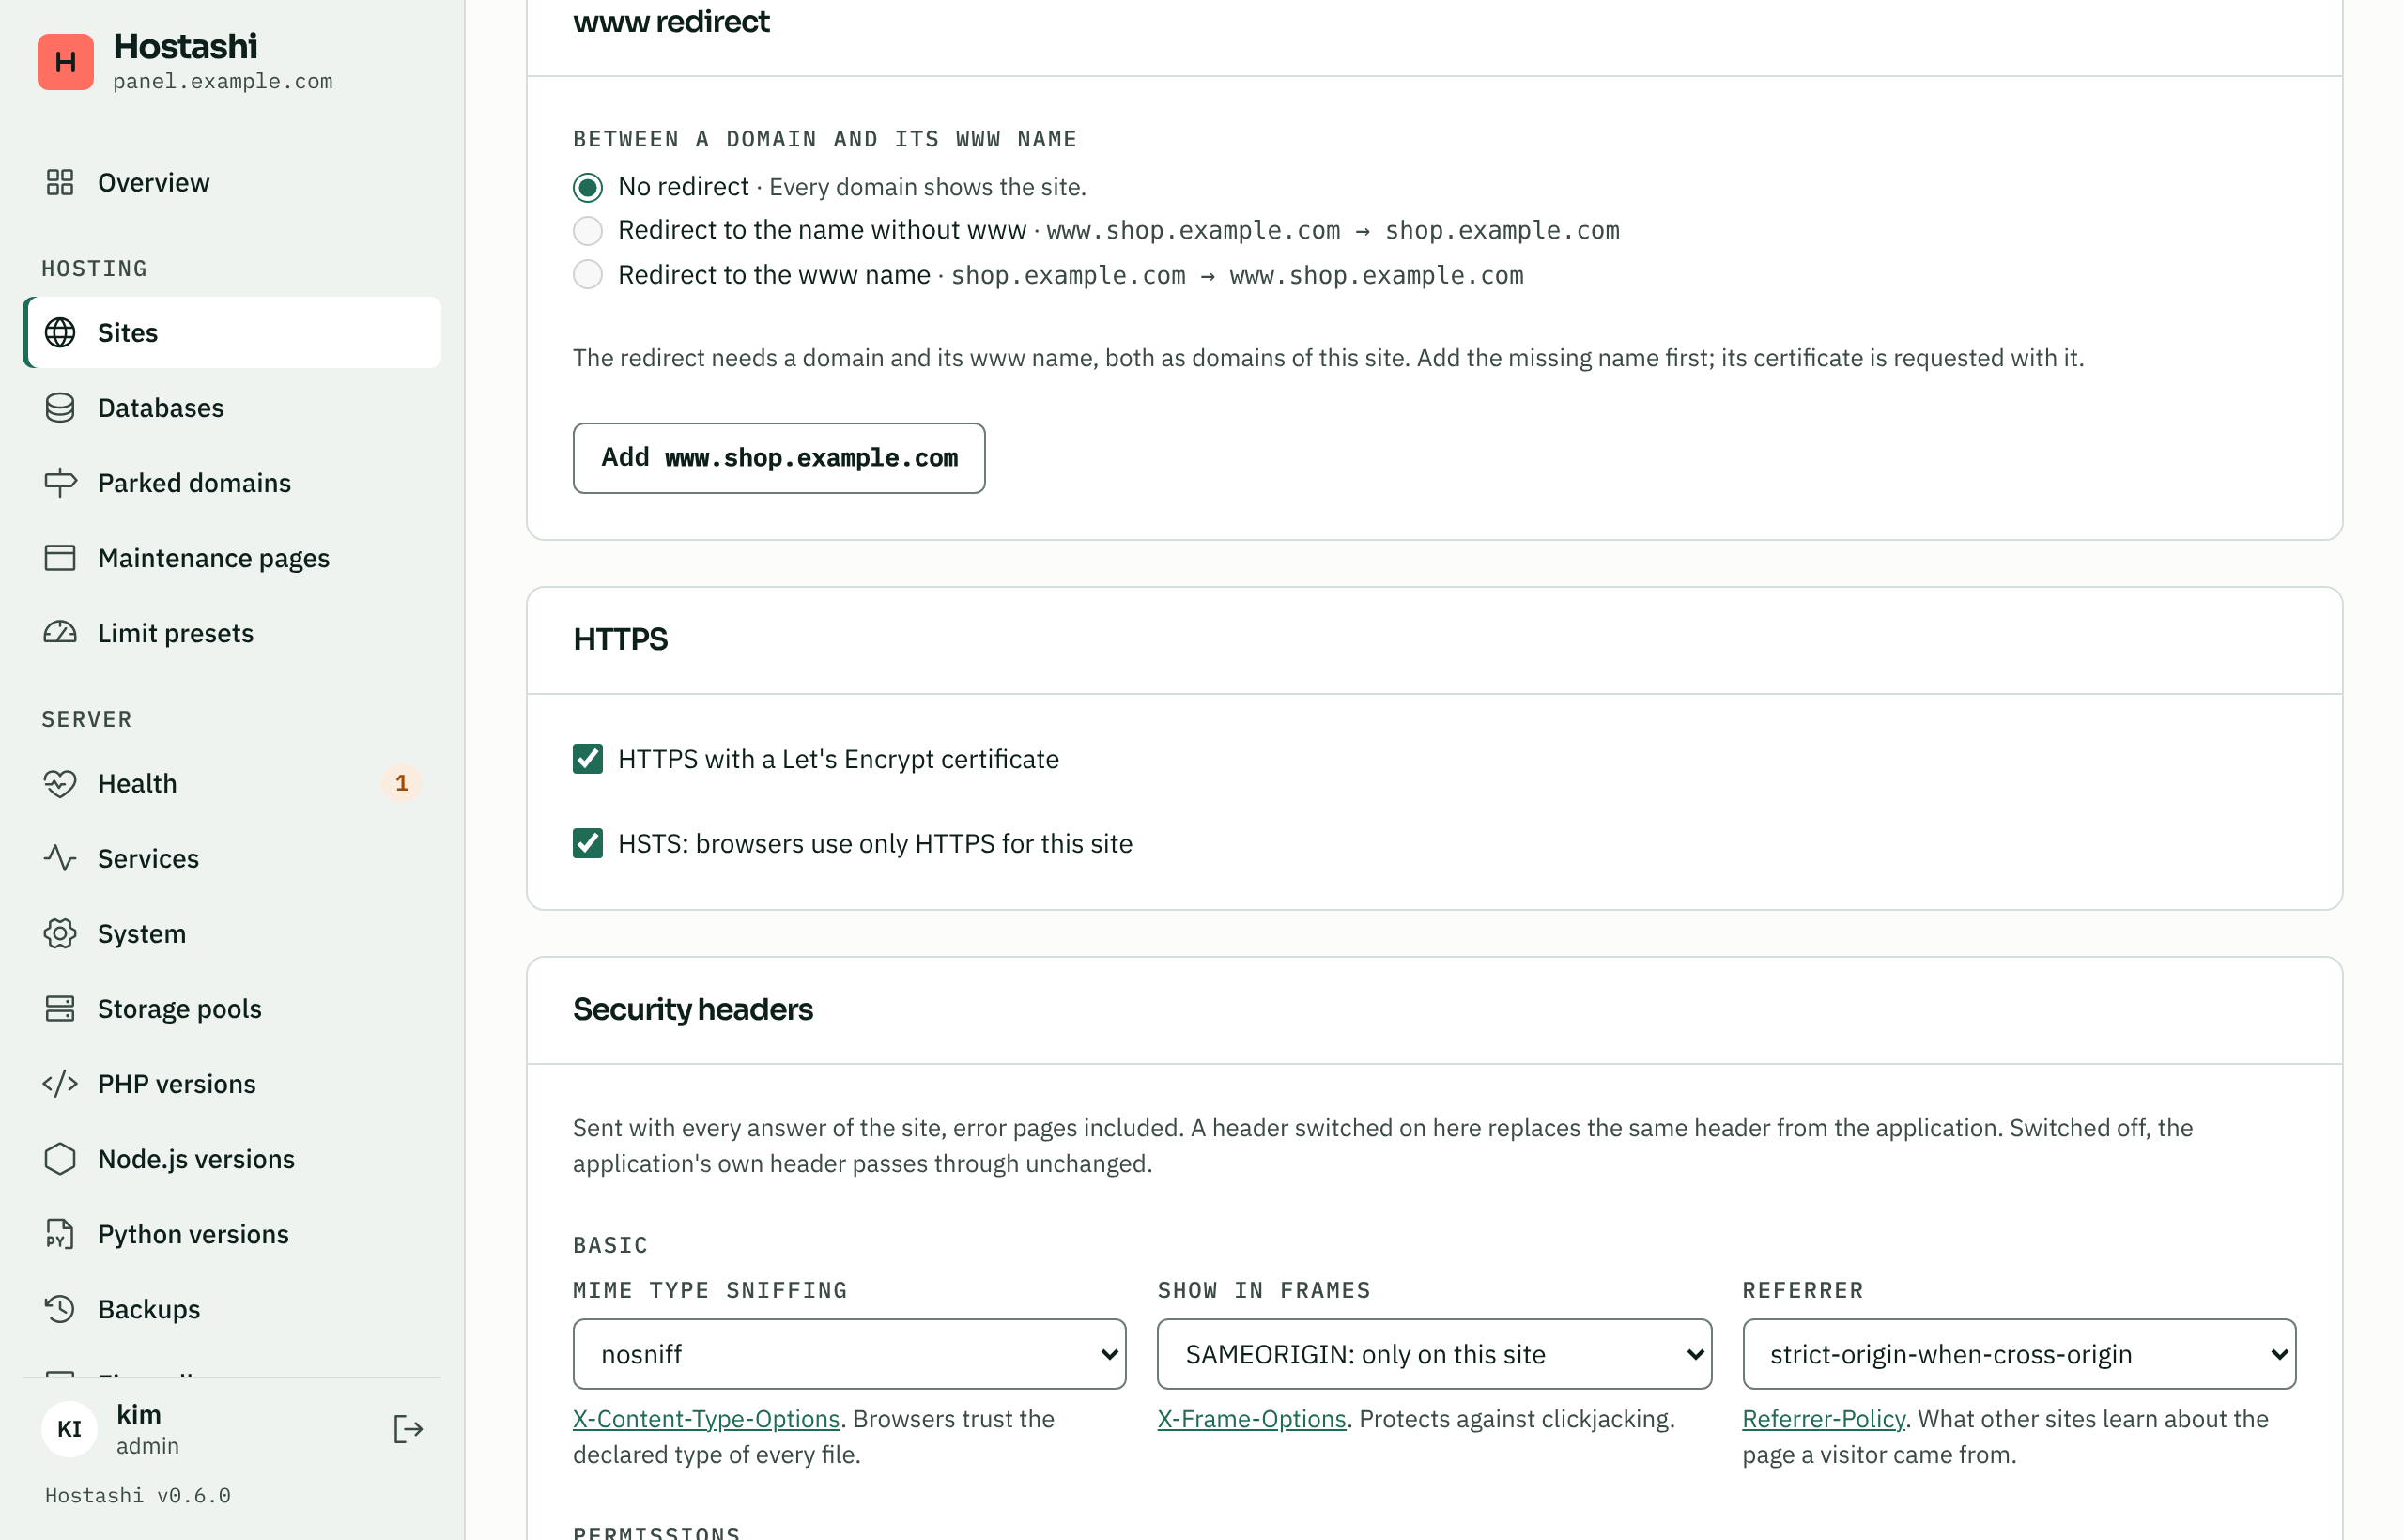 H
Hostashi
panel.example.com
Overview
HOSTING
Sites
Databases
Parked domains
Maintenance pages
Limit presets
SERVER
Health 1
Services
System
Storage pools
PHP versions
Node.js versions
Python versions
Backups
KI
kim
admin
Hostashi v0.6.0
www redirect
BETWEEN A DOMAIN AND ITS WWW NAME
No redirect · Every domain shows the site.
Redirect to the name without www · www.shop.example.com → shop.example.com
Redirect to the www name · shop.example.com → www.shop.example.com
The redirect needs a domain and its www name, both as domains of this site. Add the missing name first; its certificate is requested with it.
Add www.shop.example.com
HTTPS
HTTPS with a Let's Encrypt certificate
HSTS: browsers use only HTTPS for this site
Security headers
Sent with every answer of the site, error pages included. A header switched on here replaces the same header from the application. Switched off, the
application's own header passes through unchanged.
BASIC
MIME TYPE SNIFFING
nosniff
X-Content-Type-Options. Browsers trust the
declared type of every file.
SHOW IN FRAMES
SAMEORIGIN: only on this site
X-Frame-Options. Protects against clickjacking.
REFERRER
strict-origin-when-cross-origin
Referrer-Policy. What other sites learn about the
page a visitor came from.
PERMISSIONS